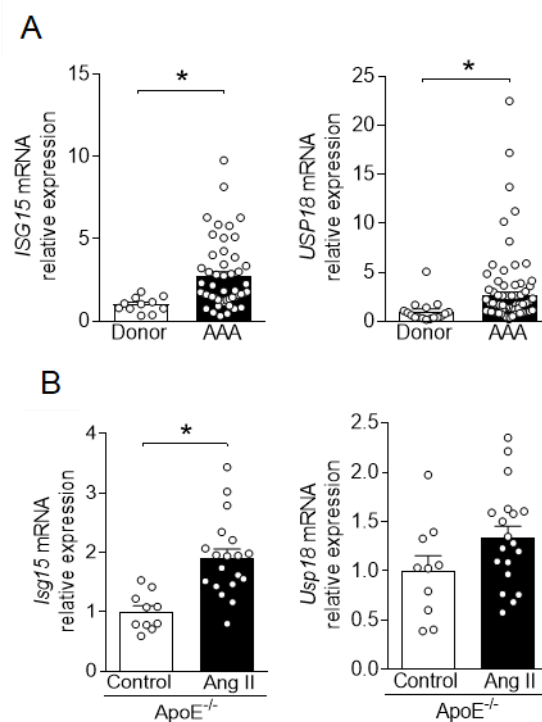 A
ISG15 mRNA
relative expression
15
10
5
0
*
Donor
AAA
USP18 mRNA
relative expression
25
20
15
10
5
0
*
Donor
AAA
B
Isg15 mRNA
relative expression
4
3
2
1
0
*
Control
Ang II
ApoE-/-
Usp18 mRNA
relative expression
2.5
2.0
1.5
1.0
0.5
0.0
Control
Ang II
ApoE-/-